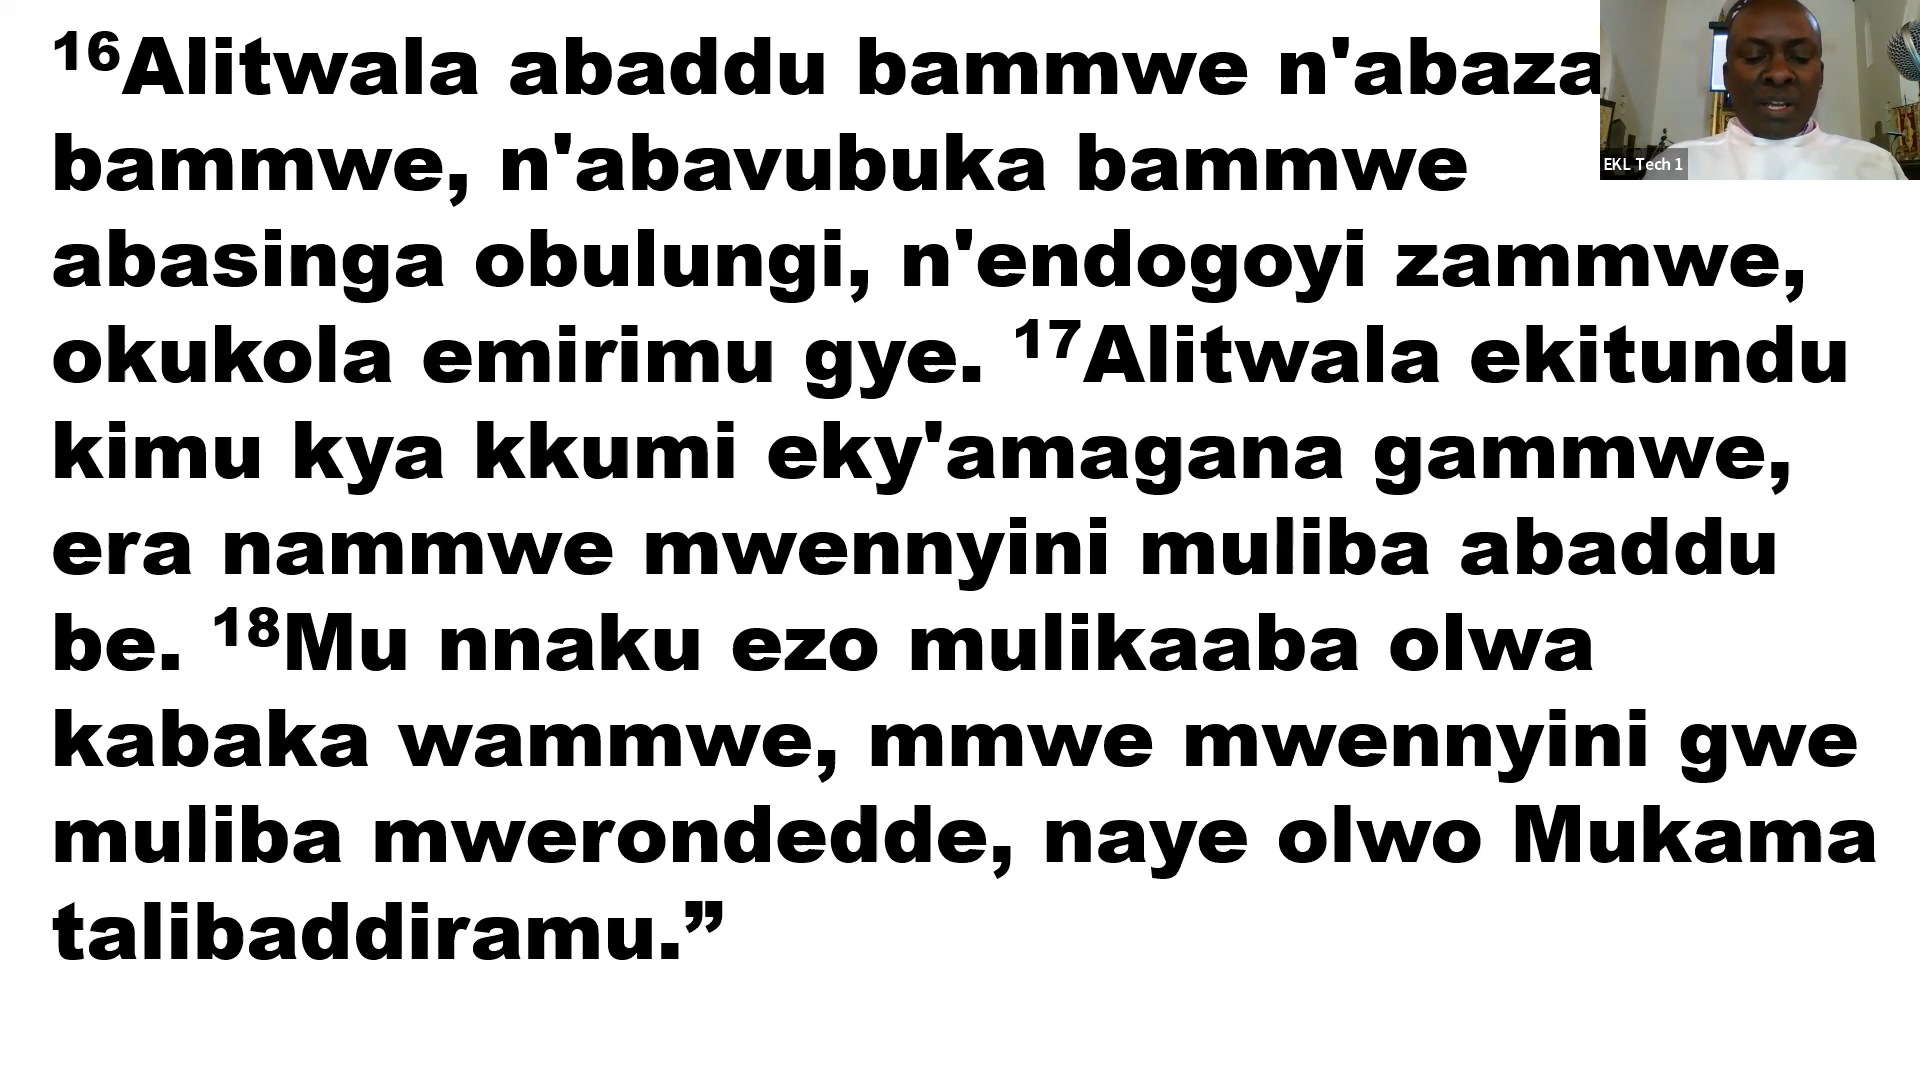 ¹⁶Alitwala abaddu bammwe
bammwe, n'abavubuka bammwe
abasinga obulungi, n'endogoyi zammwe,
okukola emirimu gye. ¹⁷Alitwala ekitundu
kimu kya kkumi eky'amagana gammwe,
era nammwe mwennyini muliba abaddu
be. ¹⁸Mu nnaku ezo mulikaaba olwa
kabaka wammwe, mmwe mwennyini gwe
muliba mwerondedde, naye olwo Mukama
talibaddiramu.”
EKL Tech 1